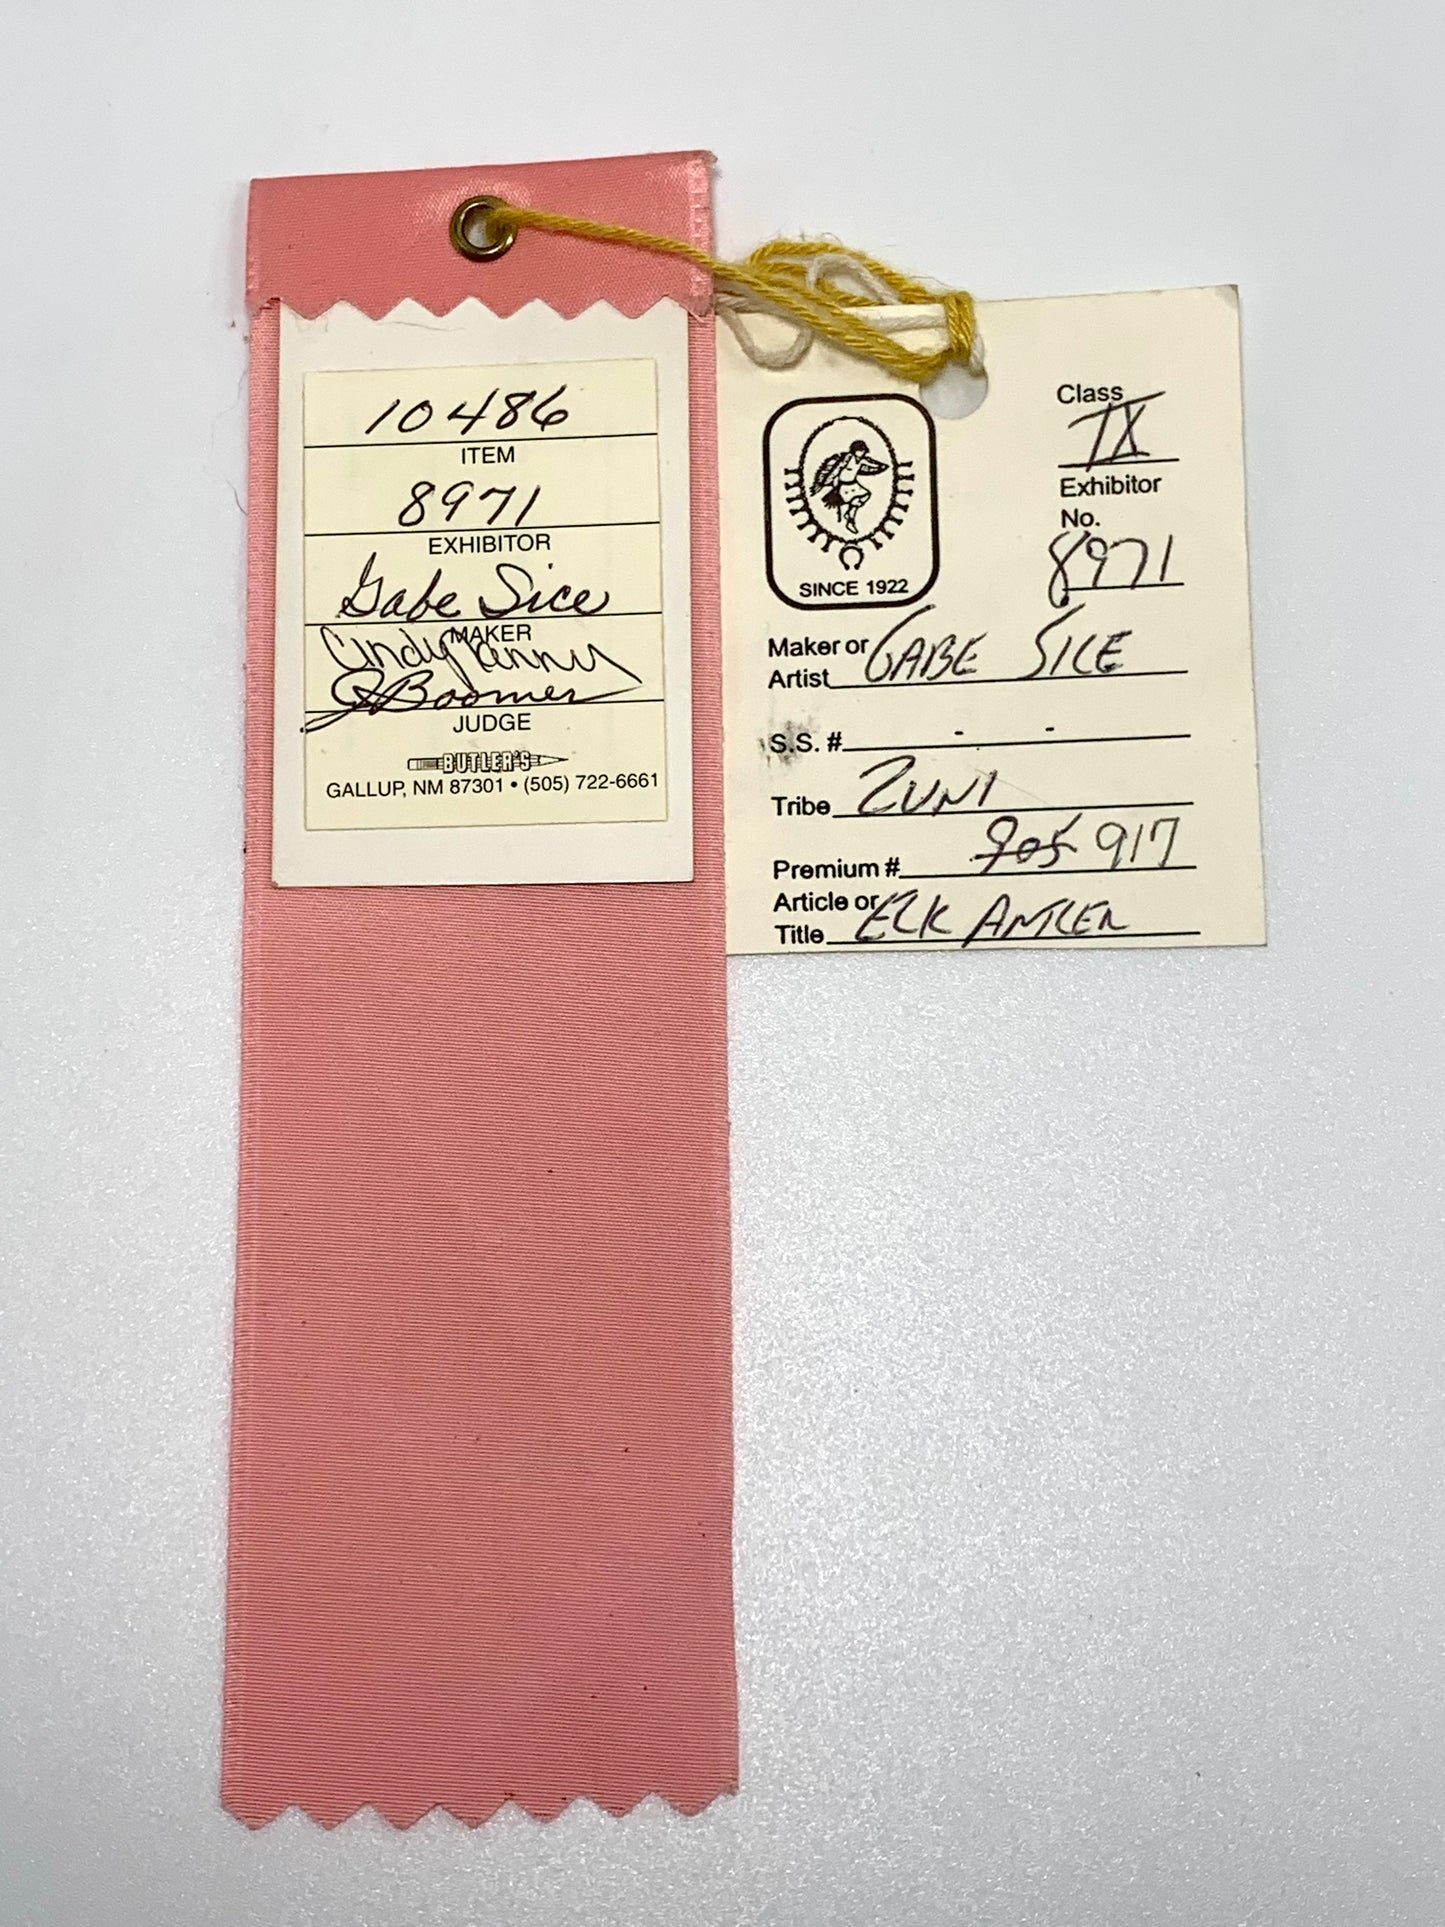 10486
ITEM
8971
EXHIBITOR
Gabe Sice
MAKER
Cindy
Boomer
JUDGE
BUTLER'S
GALLUP, NM 87301 • (505) 722-6661
SINCE 1922
Class IX
Exhibitor
No.
8971
Maker or
Artist GABE SICE
S.S. # - -
Tribe ZUNI
Premium # 905 917
Article or
Title ELK ANTLER